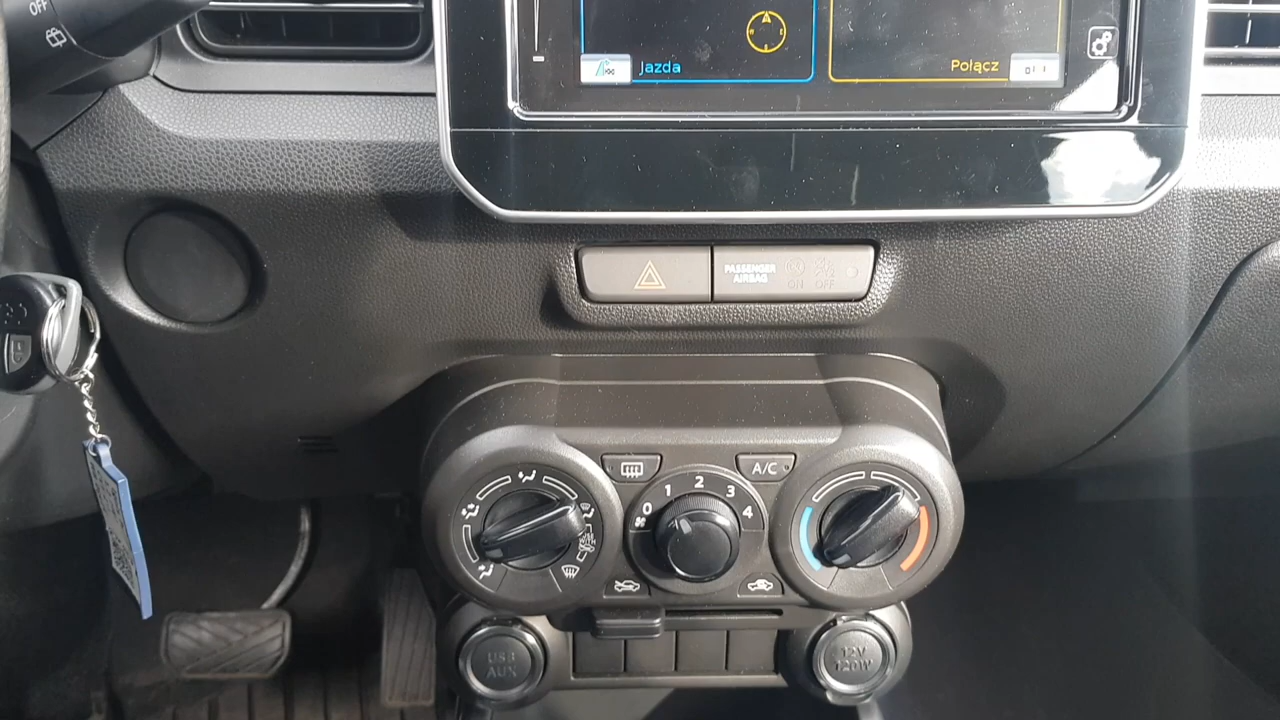 OFF
Jazda
Połącz
PASSENGER
AIRBAG
ON OFF
A/C
0 1 2 3 4
USB
AUX
12V
120W